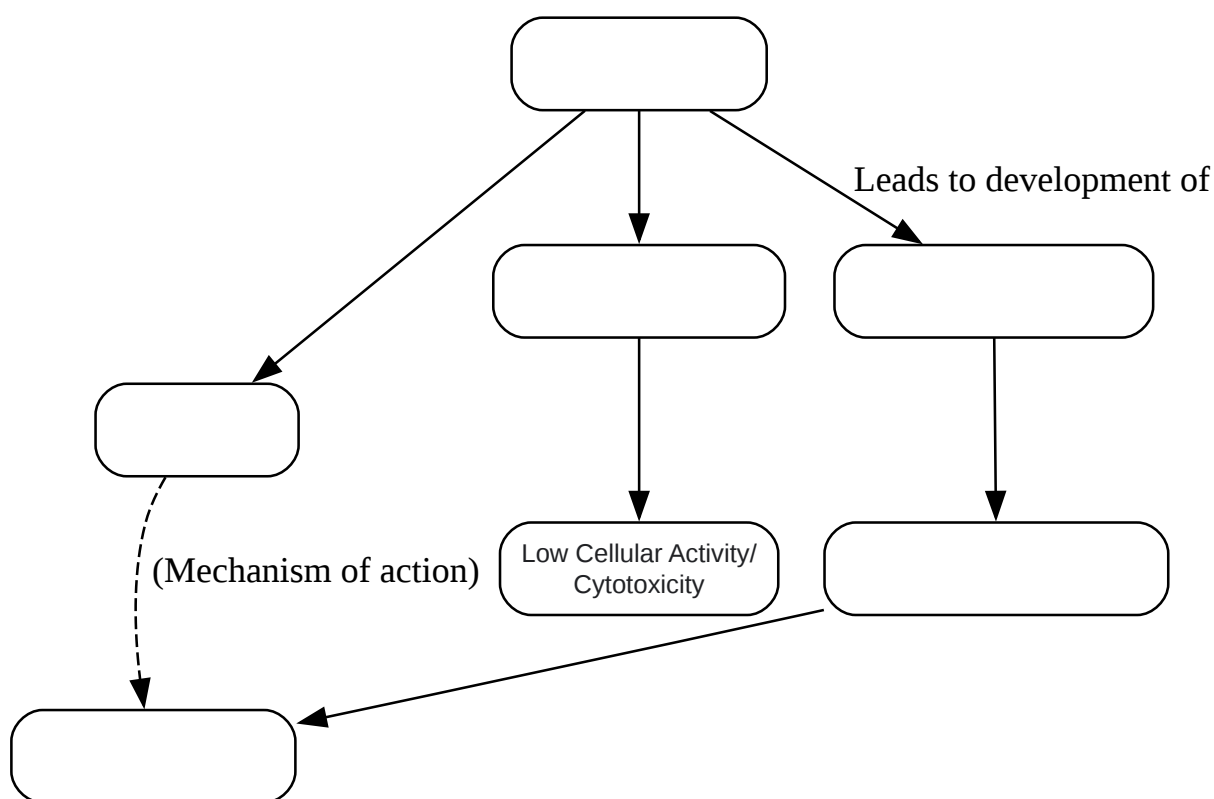 Leads to development of
(Mechanism of action)
Low Cellular Activity/
Cytotoxicity